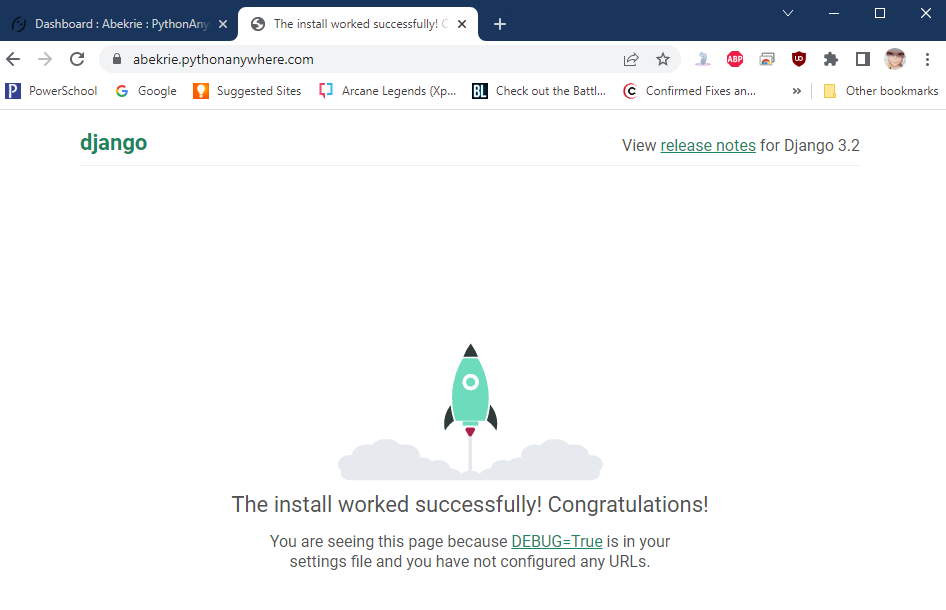 Dashboard : Abekrie : PythonAny
The install worked successfully! C
abekrie.pythonanywhere.com
ABP
PowerSchool
Google
Suggested Sites
Arcane Legends (Xp...
BL
Check out the Battl...
Confirmed Fixes an...
»
Other bookmarks
django
View release notes for Django 3.2
The install worked successfully! Congratulations!
You are seeing this page because DEBUG=True is in your
settings file and you have not configured any URLs.